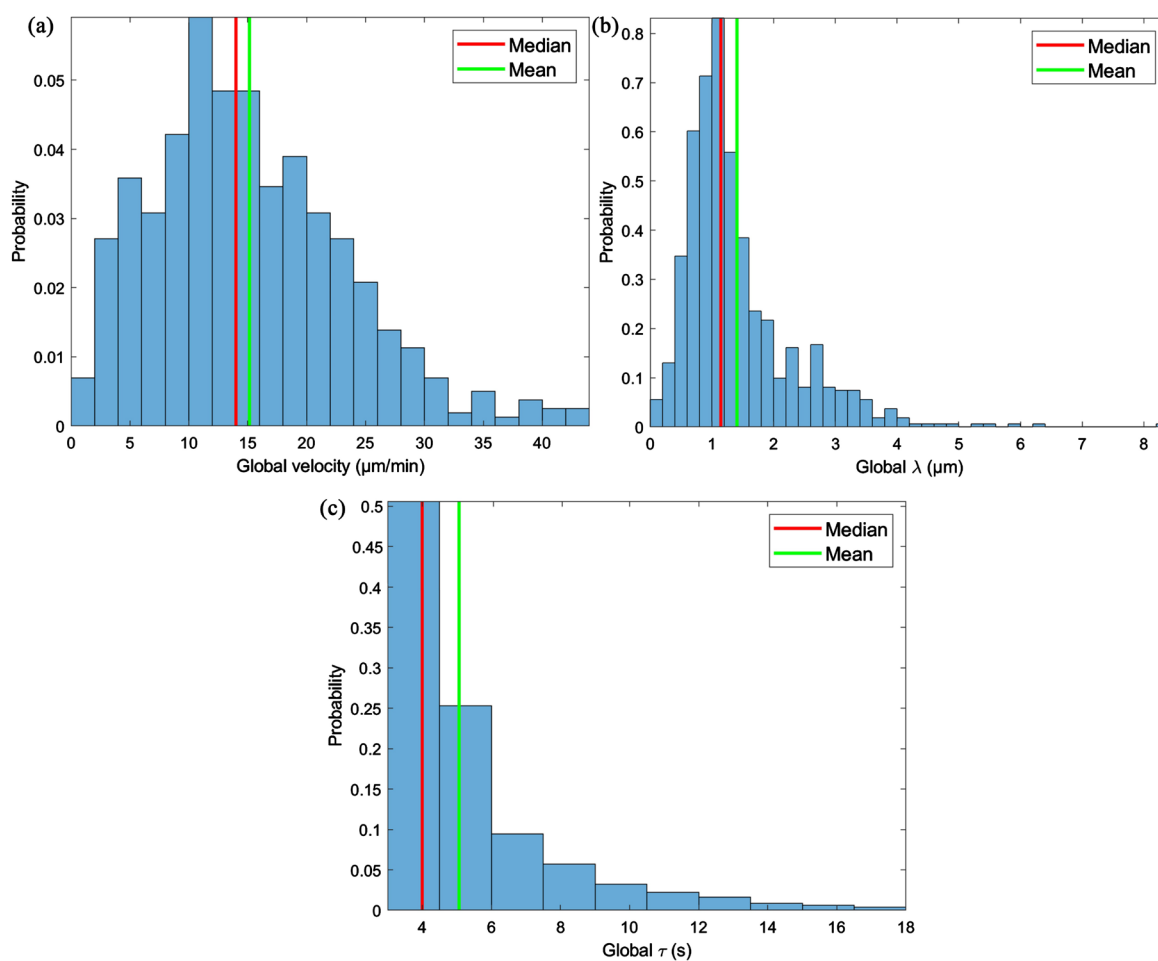 (a)
Median
Mean
0.05
0.04
0.03
0.02
0.01
0
Probability
0 5 10 15 20 25 30 35 40
Global velocity (μm/min)
(b)
Median
Mean
0.8
0.7
0.6
0.5
0.4
0.3
0.2
0.1
0
Probability
0 1 2 3 4 5 6 7 8
Global λ (μm)
(c)
Median
Mean
0.5
0.45
0.4
0.35
0.3
0.25
0.2
0.15
0.1
0.05
0
Probability
4 6 8 10 12 14 16 18
Global τ (s)